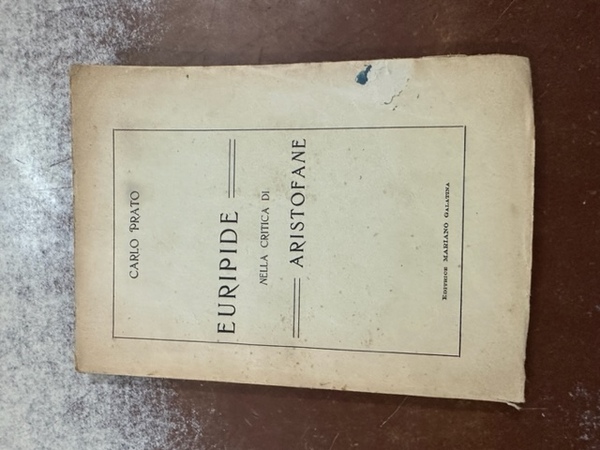 CARLO PRATO
EURIPIDE
NELLA CRITICA DI
ARISTOFANE
EDITRICE MARIANO GALATINA